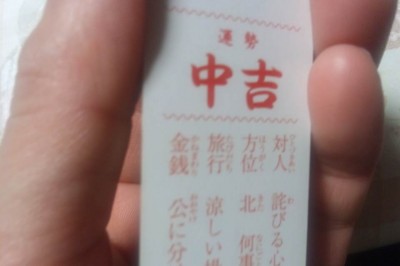 運勢
中吉
対人 詫びる心
方位 北 何事
旅行 涼しい
金銭 公に分